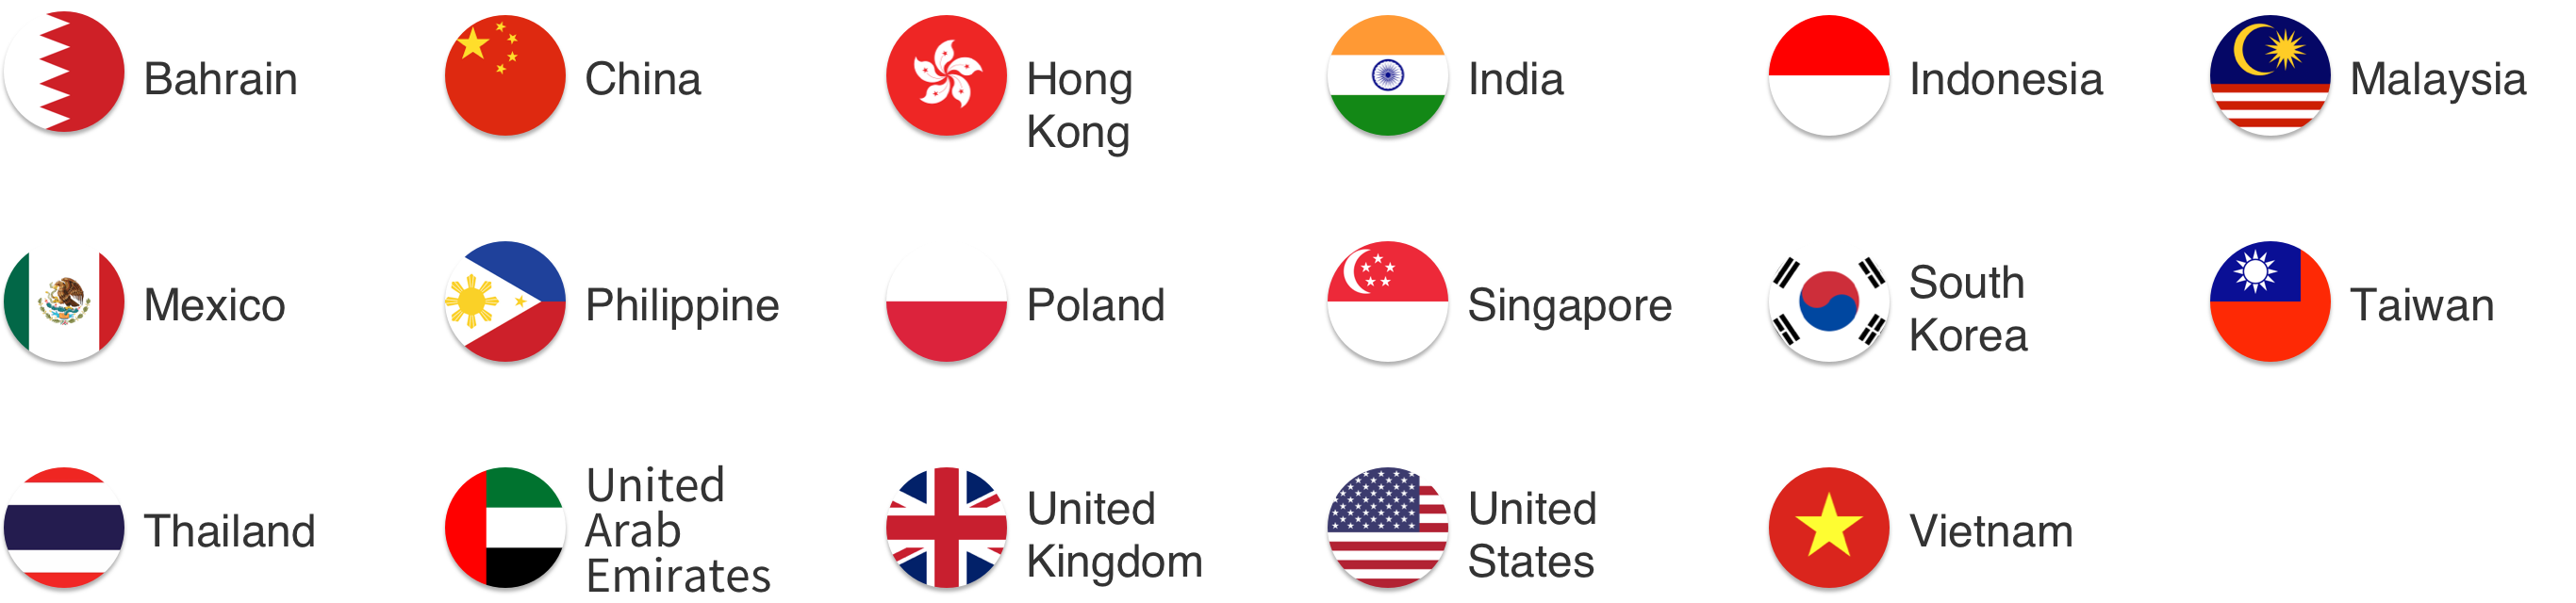 Bahrain
China
Hong
Kong
India
Indonesia
Malaysia
Mexico
Philippine
Poland
Singapore
South
Korea
Taiwan
Thailand
United
Arab
Emirates
United
Kingdom
United
States
Vietnam